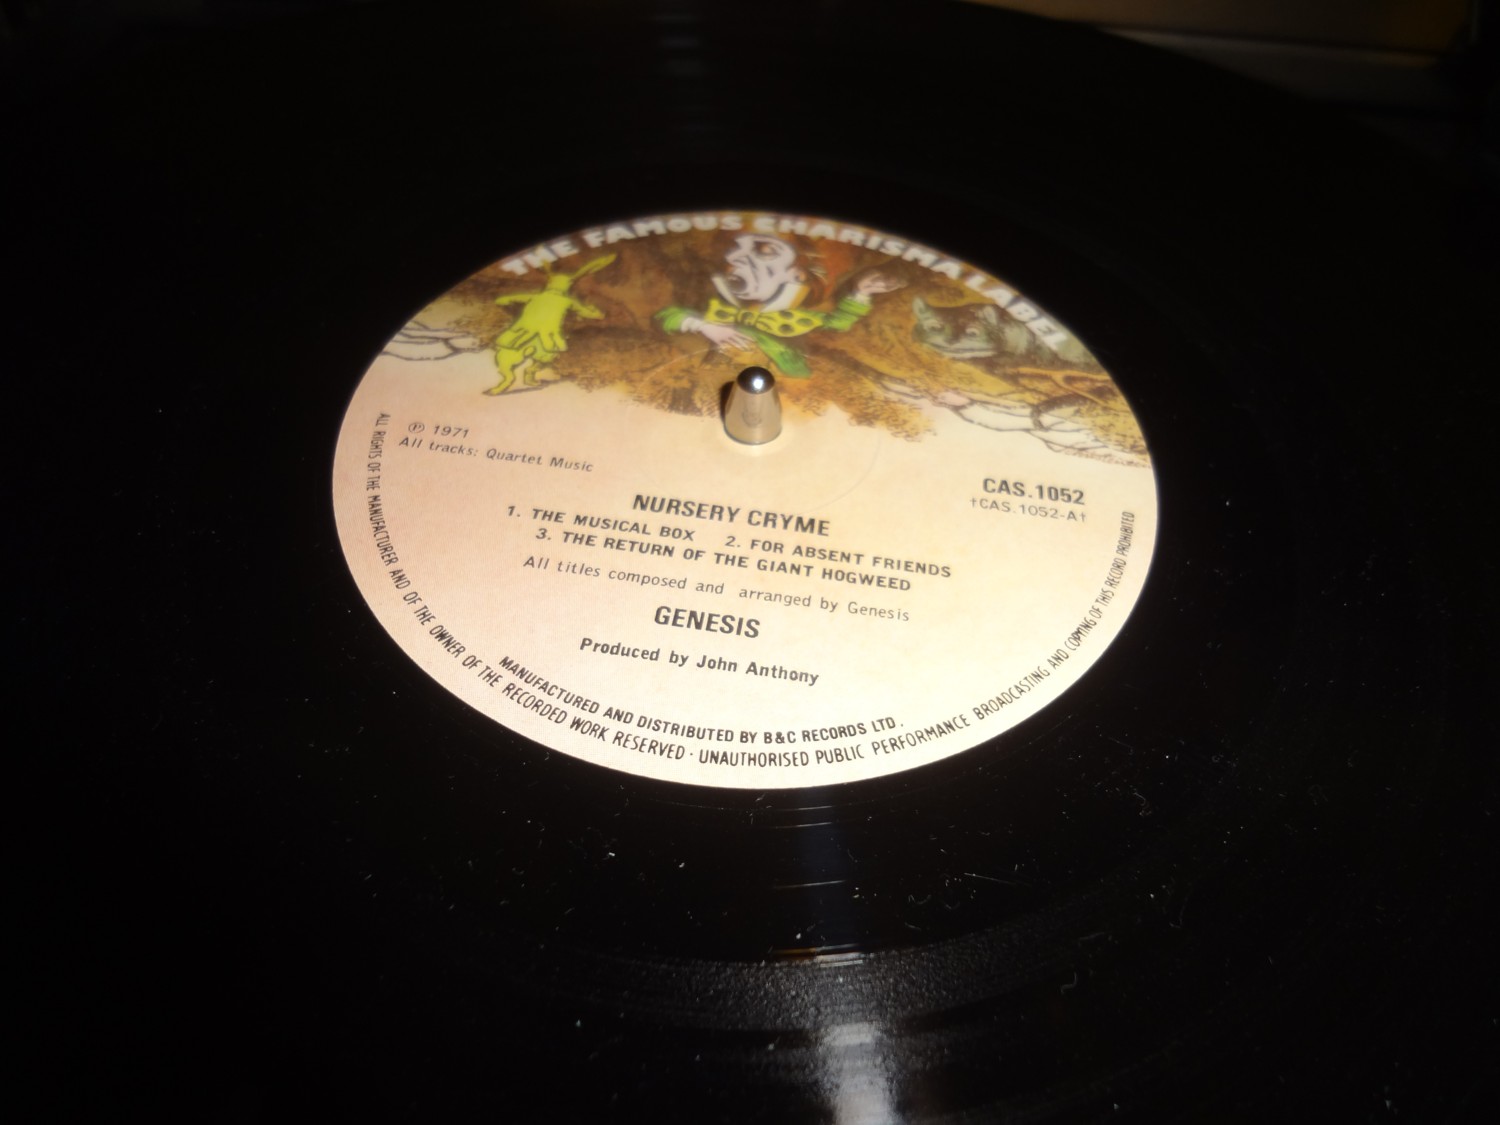 THE FAMOUS CHARISMA LABEL
℗ 1971
All tracks: Quartet Music
CAS.1052
†CAS.1052-A†
NURSERY CRYME
1. THE MUSICAL BOX 2. FOR ABSENT FRIENDS
3. THE RETURN OF THE GIANT HOGWEED
All titles composed and arranged by Genesis
GENESIS
Produced by John Anthony
MANUFACTURED AND DISTRIBUTED BY B&C RECORDS LTD.
ALL RIGHTS OF THE MANUFACTURER AND OF THE OWNER OF THE RECORDED WORK RESERVED · UNAUTHORISED PUBLIC PERFORMANCE BROADCASTING AND COPYING OF THIS RECORD PROHIBITED